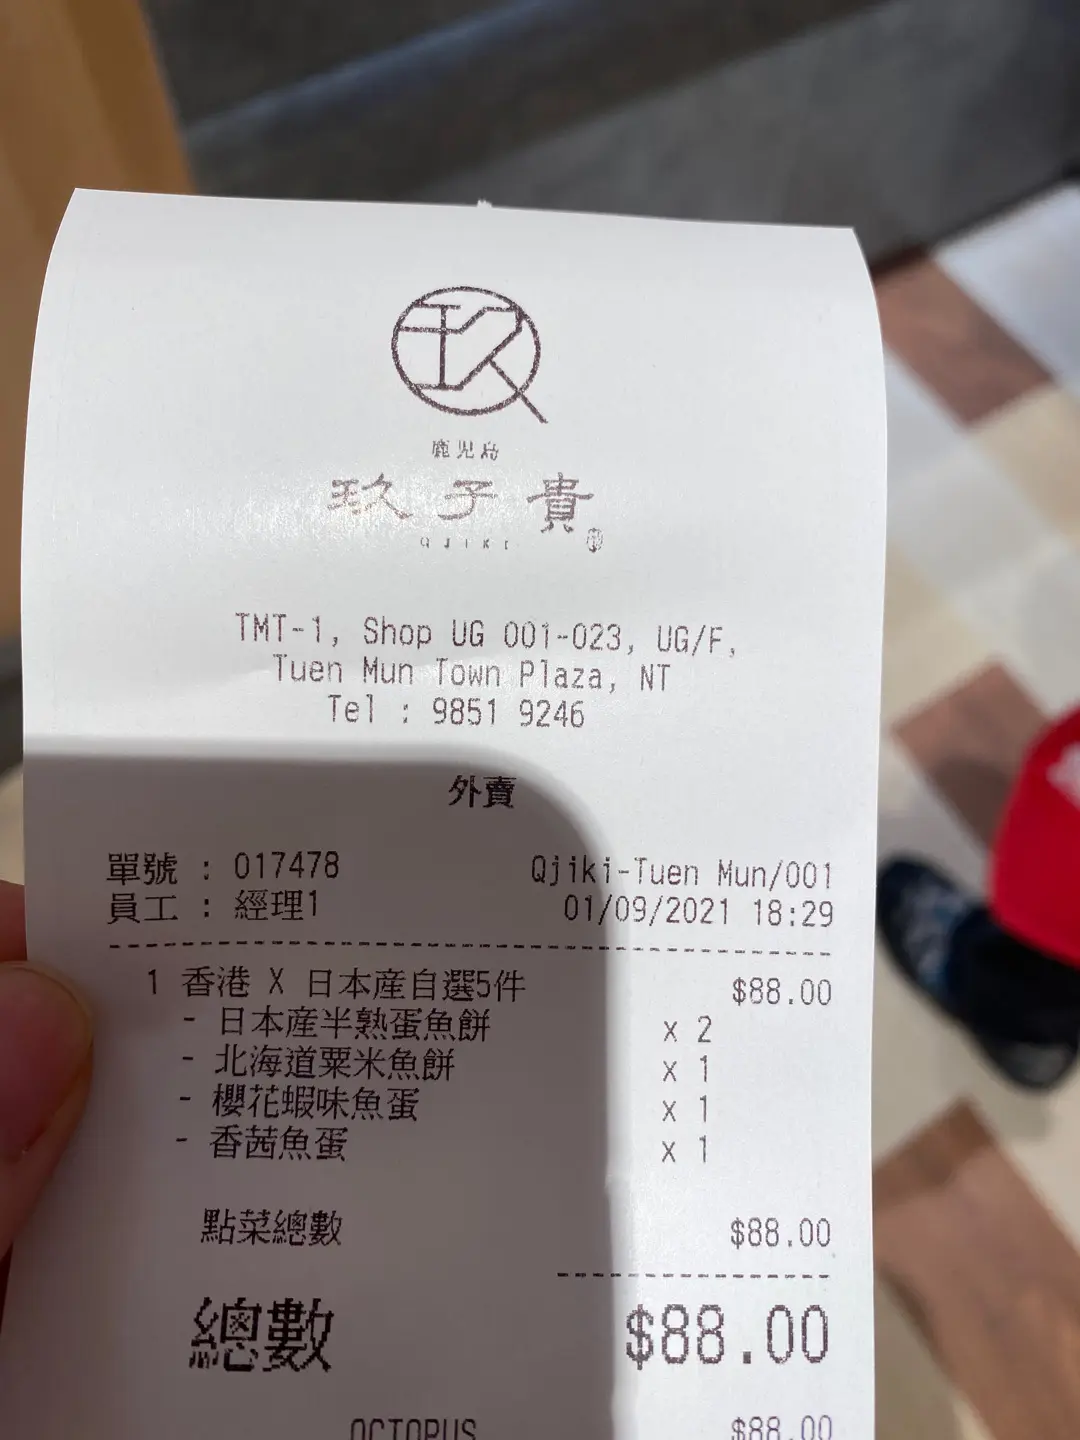 鹿児島
玖子貴
QJIKI
TMT-1, Shop UG 001-023, UG/F,
Tuen Mun Town Plaza, NT
Tel : 9851 9246
外賣
單號 : 017478 Qjiki-Tuen Mun/001
員工 : 經理1 01/09/2021 18:29
1 香港 X 日本産自選5件 $88.00
- 日本産半熟蛋魚餅 x 2
- 北海道粟米魚餅 x 1
- 櫻花蝦味魚蛋 x 1
- 香茜魚蛋 x 1
點菜總數 $88.00
總數 $88.00
OCTOPUS $88.00